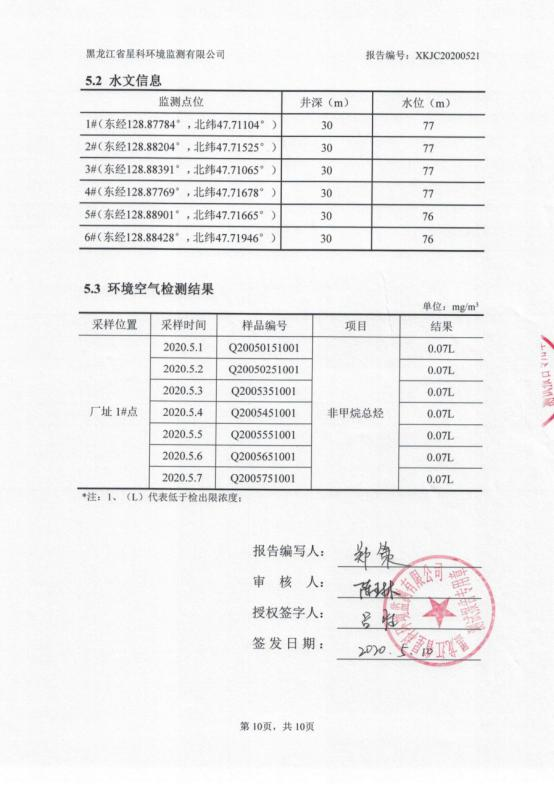 黑龙江省星科环境监测有限公司 报告编号：XKJC20200521
5.2 水文信息
监测点位 井深（m） 水位（m）
1#（东经128.87784°，北纬47.71104°） 30 77
2#（东经128.88204°，北纬47.71525°） 30 77
3#（东经128.88391°，北纬47.71065°） 30 77
4#（东经128.87769°，北纬47.71678°） 30 77
5#（东经128.88901°，北纬47.71665°） 30 76
6#（东经128.88428°，北纬47.71946°） 30 76
5.3 环境空气检测结果
单位：mg/m³
采样位置 采样时间 样品编号 项目 结果
2020.5.1 Q20050151001 0.07L
2020.5.2 Q20050251001 0.07L
2020.5.3 Q2005351001 0.07L
厂址 1#点 2020.5.4 Q2005451001 非甲烷总烃 0.07L
2020.5.5 Q2005551001 0.07L
2020.5.6 Q2005651001 0.07L
2020.5.7 Q2005751001 0.07L
*注：1、（L）代表低于检出限浓度；
报告编写人：郑策
审 核 人：陈琳
授权签字人：吕
签 发 日 期：2020.5.10
黑龙江省星科环境监测有限公司
第 10页，共 10页